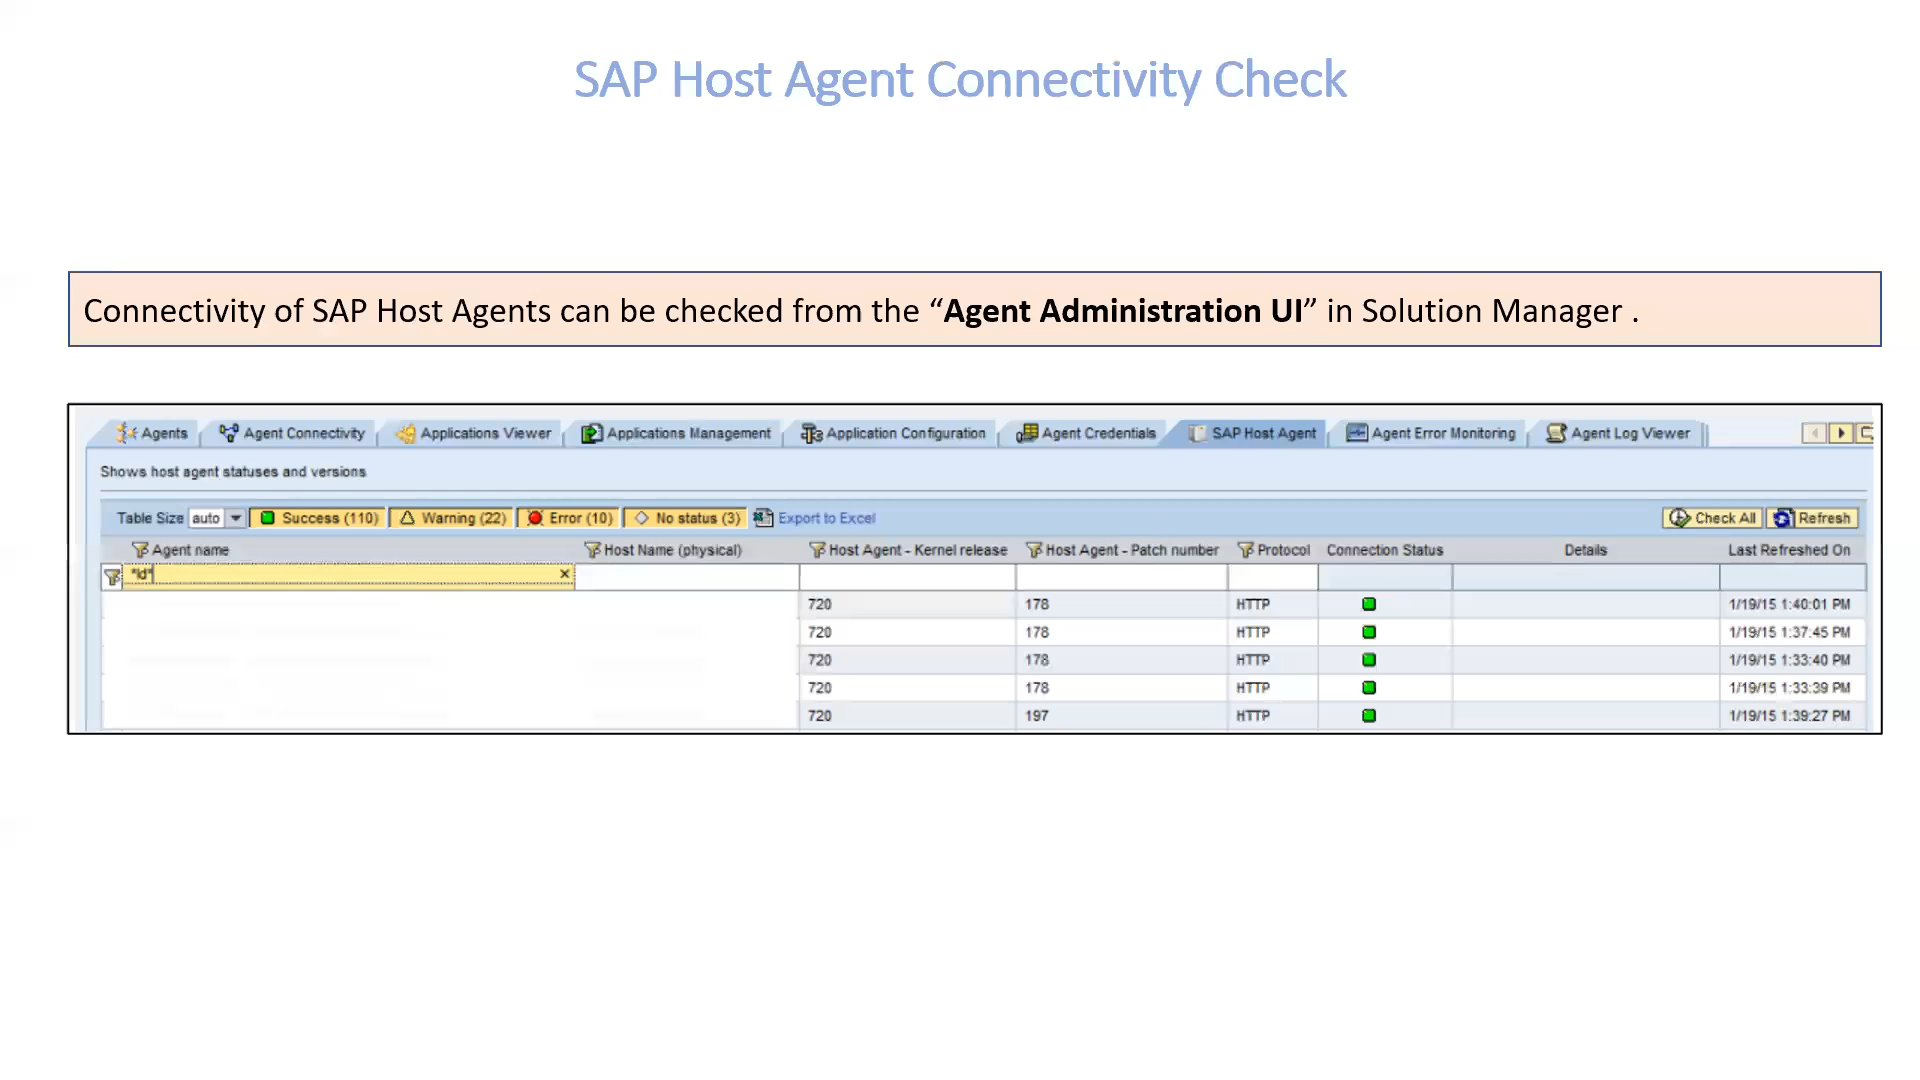 SAP Host Agent Connectivity Check
Connectivity of SAP Host Agents can be checked from the “Agent Administration UI” in Solution Manager .
Agents Agent Connectivity Applications Viewer Applications Management Application Configuration Agent Credentials SAP Host Agent Agent Error Monitoring Agent Log Viewer
Shows host agent statuses and versions
Table Size auto Success (110) Warning (22) Error (10) No status (3) Export to Excel Check All Refresh
Agent name Host Name (physical) Host Agent - Kernel release Host Agent - Patch number Protocol Connection Status Details Last Refreshed On
*ld*
720 178 HTTP 1/19/15 1:40:01 PM
720 178 HTTP 1/19/15 1:37:45 PM
720 178 HTTP 1/19/15 1:33:40 PM
720 178 HTTP 1/19/15 1:33:39 PM
720 197 HTTP 1/19/15 1:39:27 PM